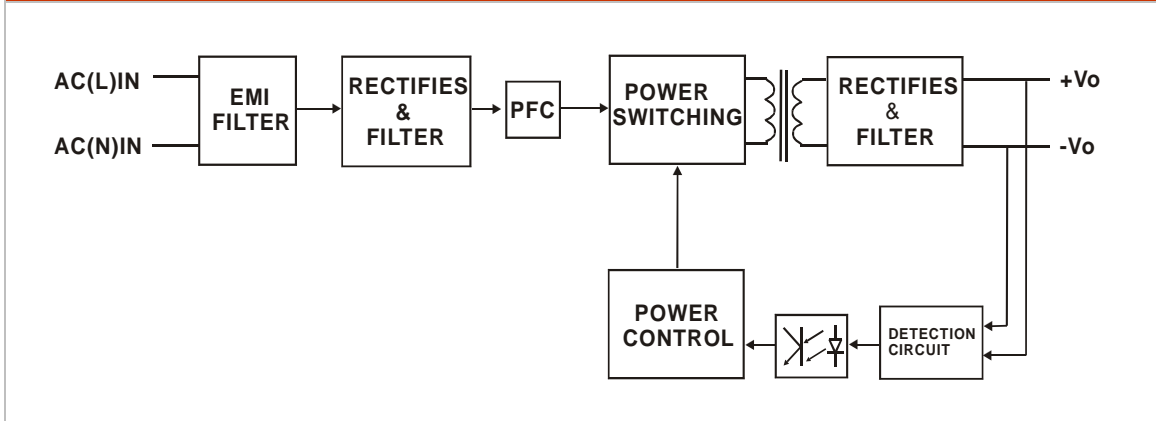 AC(L)IN
AC(N)IN
EMI
FILTER
RECTIFIES
&
FILTER
PFC
POWER
SWITCHING
RECTIFIES
&
FILTER
+Vo
-Vo
POWER
CONTROL
DETECTION
CIRCUIT